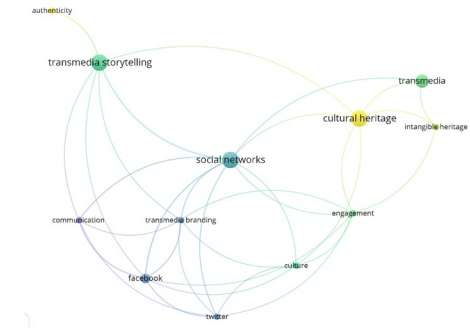 authenticity
transmedia storytelling
transmedia
cultural heritage
intangible heritage
social networks
engagement
communication
transmedia branding
culture
facebook
twitter